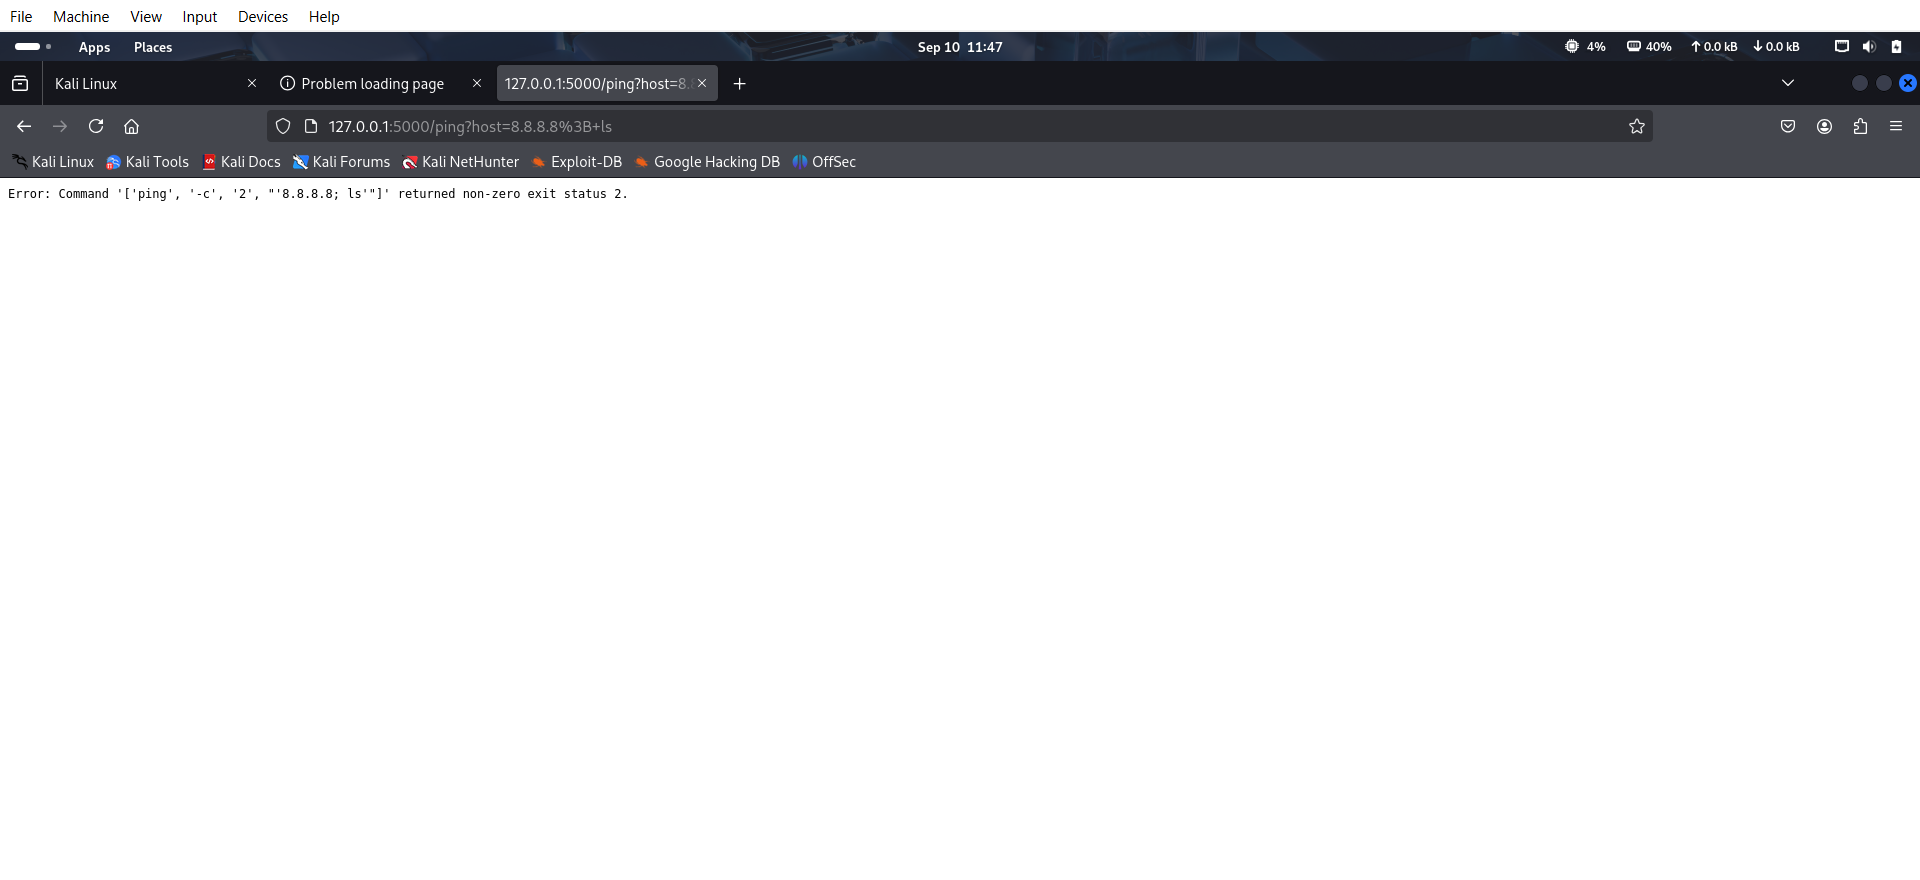 File Machine View Input Devices Help
Apps Places Sep 10 11:47 4% 40% 0.0 kB 0.0 kB
Kali Linux Problem loading page 127.0.0.1:5000/ping?host=8.
127.0.0.1:5000/ping?host=8.8.8.8%3B+ls
Kali Linux Kali Tools Kali Docs Kali Forums Kali NetHunter Exploit-DB Google Hacking DB OffSec
Error: Command '['ping', '-c', '2', "'8.8.8.8; ls'"]' returned non-zero exit status 2.